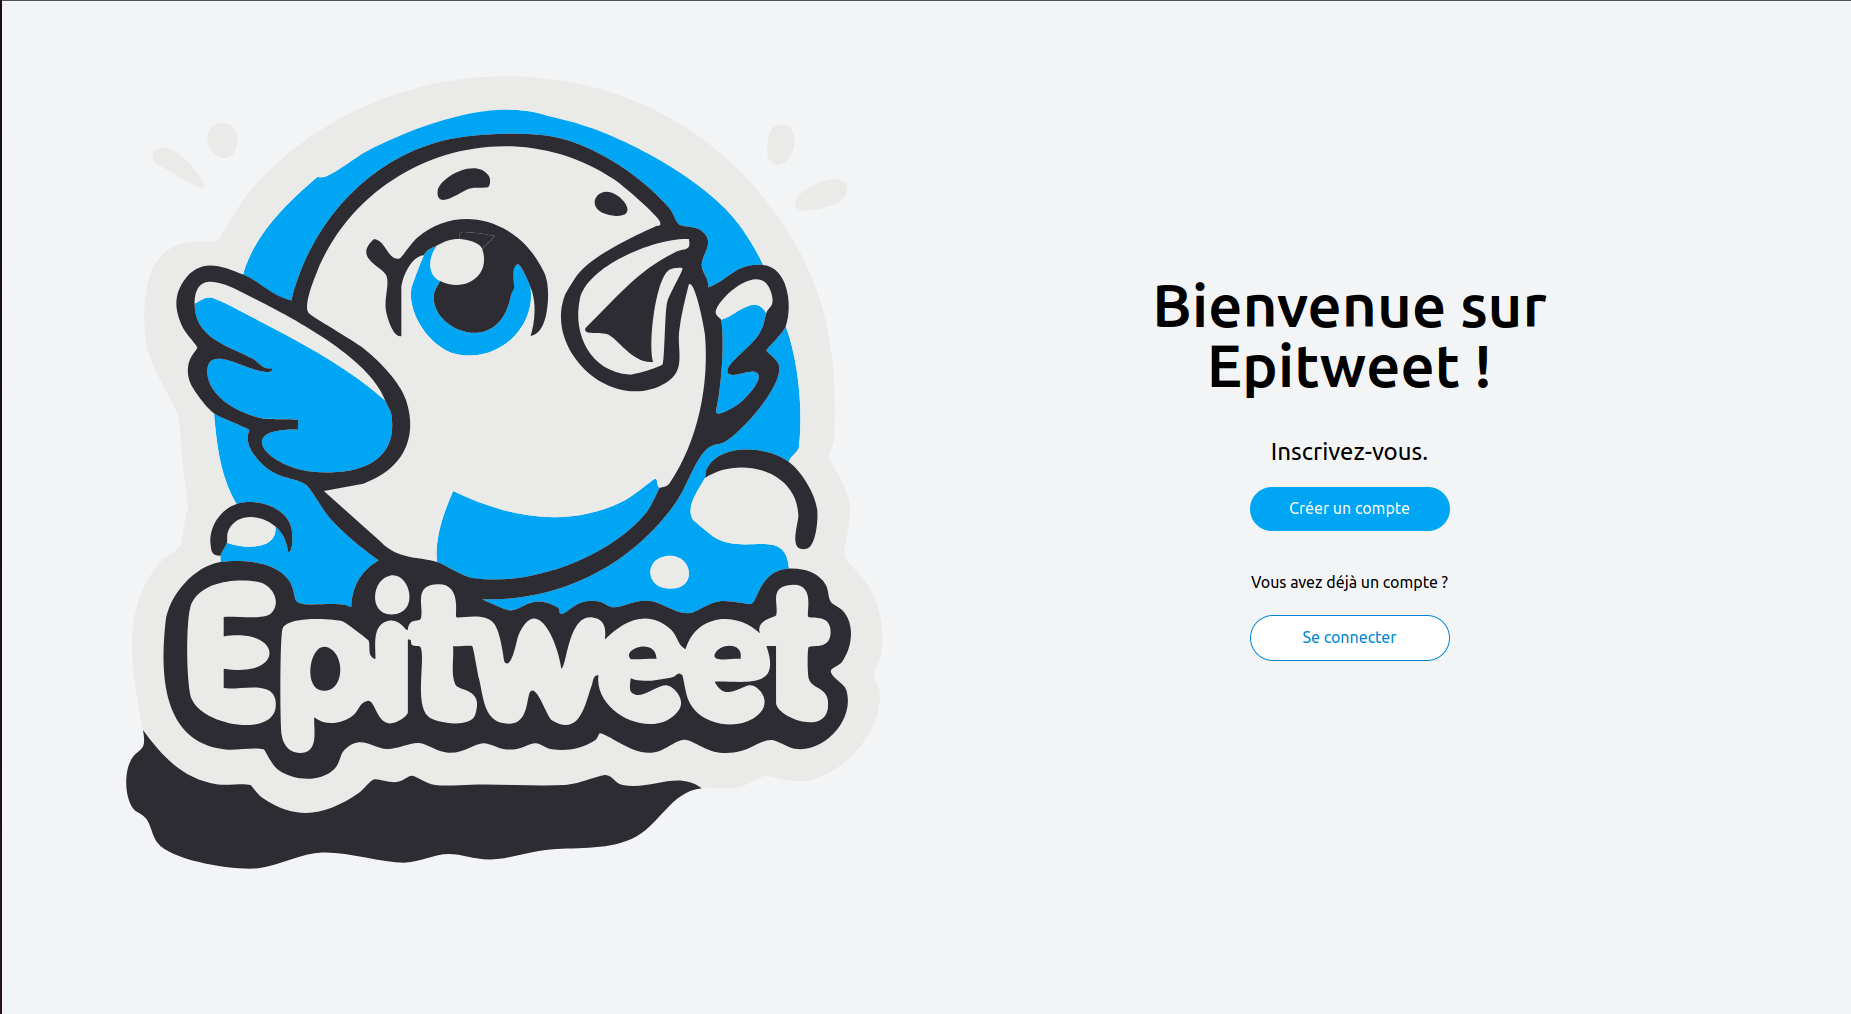 Epitweet
Bienvenue sur
Epitweet !
Inscrivez-vous.
Créer un compte
Vous avez déjà un compte ?
Se connecter